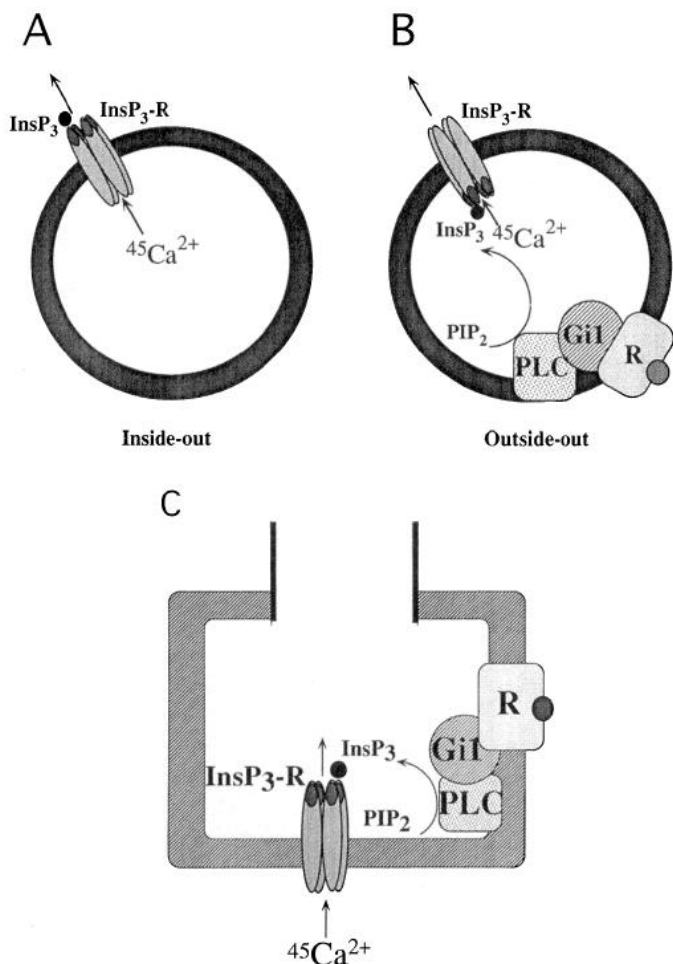 A
B
InsP3
InsP3-R
45Ca2+
Inside-out
InsP3-R
InsP3
45Ca2+
PIP2
PLC
Gi1
R
Outside-out
C
R
InsP3
Gi1
InsP3-R
PIP2
PLC
45Ca2+